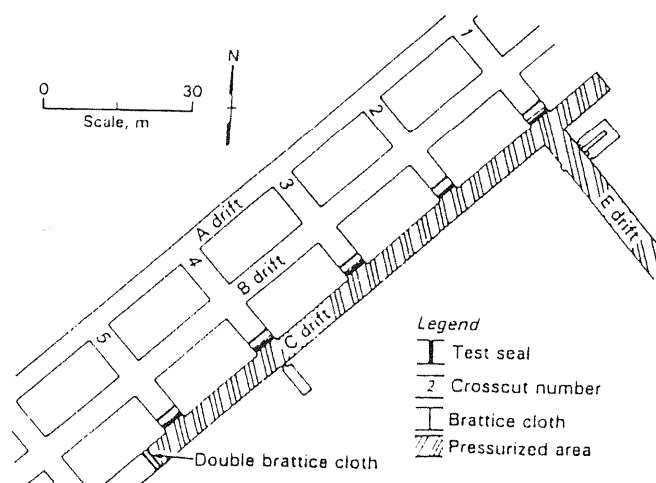 N
0 30
Scale, m
1
2
3
A drift
4
B drift
5
C drift
E drift
Legend
Test seal
2 Crosscut number
Brattice cloth
Pressurized area
Double brattice cloth